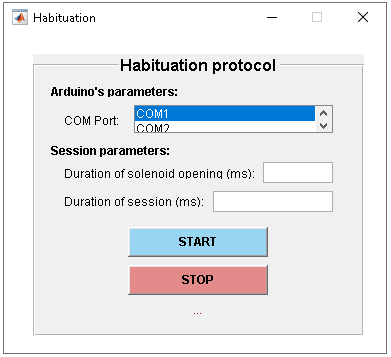 Habituation
Habituation protocol
Arduino's parameters:
COM Port:
COM1
COM2
Session parameters:
Duration of solenoid opening (ms):
Duration of session (ms):
START
STOP
...